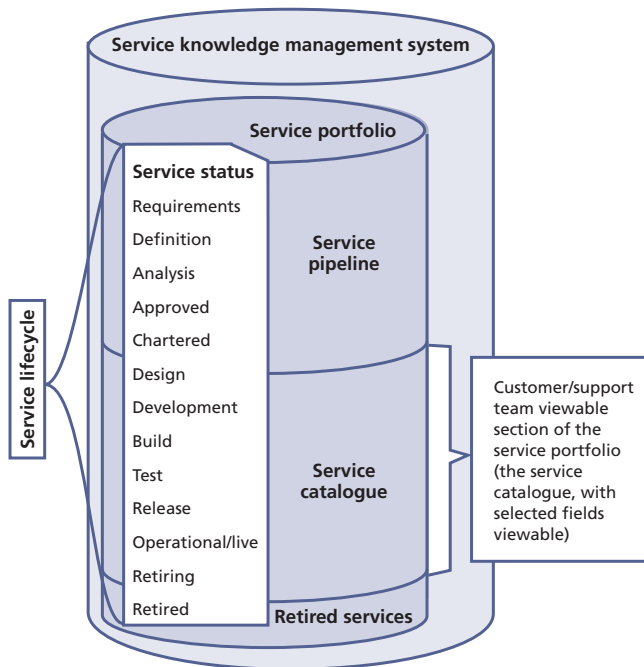 Service knowledge management system
Service portfolio
Service status
Requirements
Definition
Analysis
Approved
Chartered
Design
Development
Build
Test
Release
Operational/live
Retiring
Retired
Service
pipeline
Service
catalogue
Retired services
Service lifecycle
Customer/support
team viewable
section of the
service portfolio
(the service
catalogue, with
selected fields
viewable)